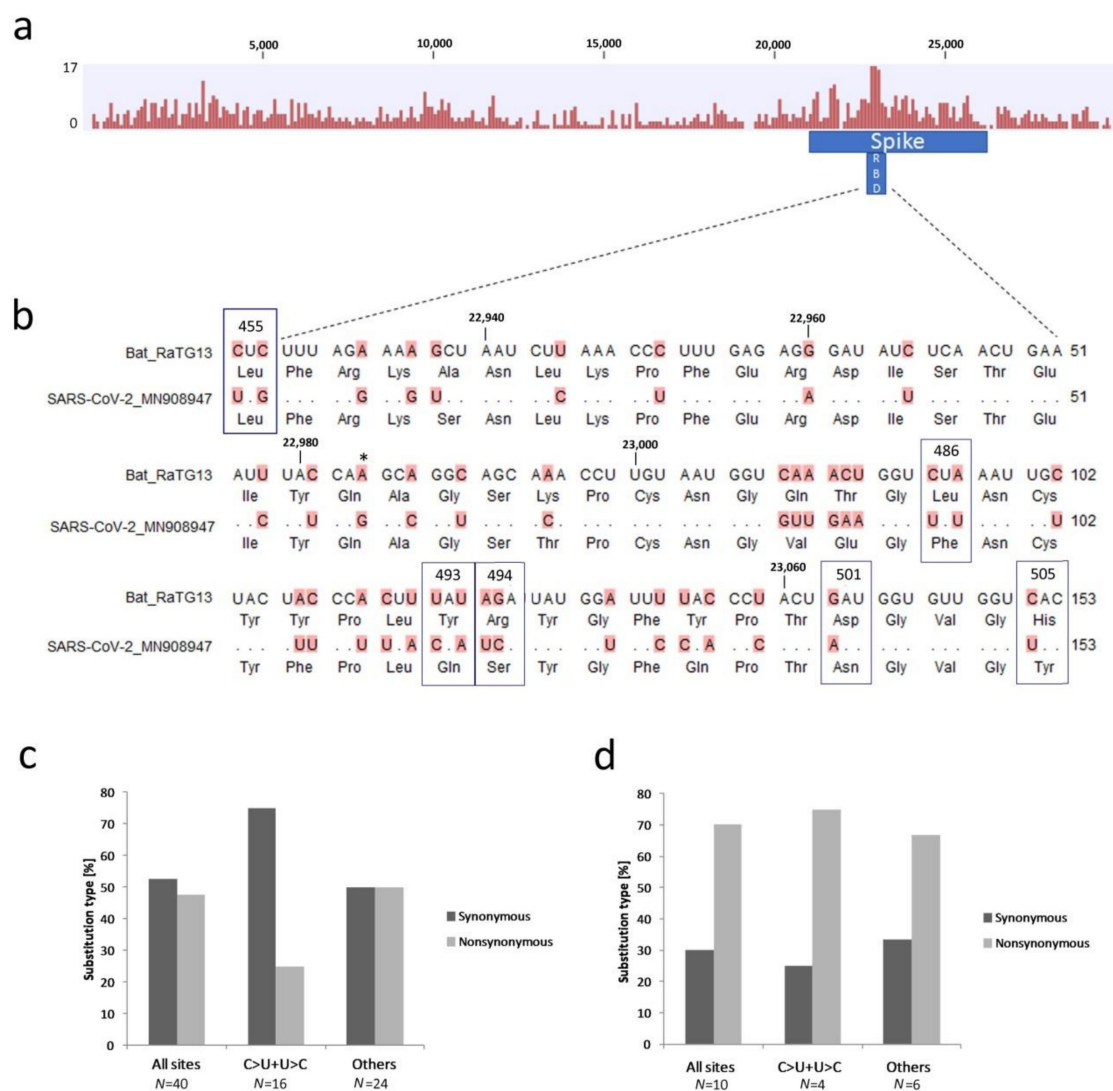 a
5,000 10,000 15,000 20,000 25,000
17
0
Spike
R
B
D
b
455 22,940 22,960
Bat_RaTG13 CUC UUU AGA AAA GCU AAU CUU AAA CCC UUU GAG AGG GAU AUC UCA ACU GAA 51
Leu Phe Arg Lys Ala Asn Leu Lys Pro Phe Glu Arg Asp Ile Ser Thr Glu
SARS-CoV-2_MN908947 U.G ... ..G ..G U.. ... ..C ... ..U ... ... ..A ... ..U ... ... ... 51
Leu Phe Arg Lys Ser Asn Leu Lys Pro Phe Glu Arg Asp Ile Ser Thr Glu
22,980 * 23,000 486
Bat_RaTG13 AUU UAC CAA GCA GGC AGC AAA CCU UGU AAU GGU CAA ACU GGU CUA AAU UGC 102
Ile Tyr Gln Ala Gly Ser Lys Pro Cys Asn Gly Gln Thr Gly Leu Asn Cys
SARS-CoV-2_MN908947 ..C ..U ..G ..C ..U ... .C. ... ... ... ... GUU GAA ... U.U ... ..U 102
Ile Tyr Gln Ala Gly Ser Thr Pro Cys Asn Gly Val Glu Gly Phe Asn Cys
493 494 23,060 501 505
Bat_RaTG13 UAC UAC CCA CUU UAU AGA UAU GGA UUU UAC CCU ACU GAU GGU GUU GGU CAC 153
Tyr Tyr Pro Leu Tyr Arg Tyr Gly Phe Tyr Pro Thr Asp Gly Val Gly His
SARS-CoV-2_MN908947 ... .UU ..U U.A C.A UC. ... ..U ..C C.A ..C ... A.. ... ... ... U.. 153
Tyr Phe Pro Leu Gln Ser Tyr Gly Phe Gln Pro Thr Asn Gly Val Gly Tyr
c
Substitution type [%]
80
70
60
50
40
30
20
10
0
All sites C>U+U>C Others
N=40 N=16 N=24
Synonymous
Nonsynonymous
d
Substitution type [%]
80
70
60
50
40
30
20
10
0
All sites C>U+U>C Others
N=10 N=4 N=6
Synonymous
Nonsynonymous